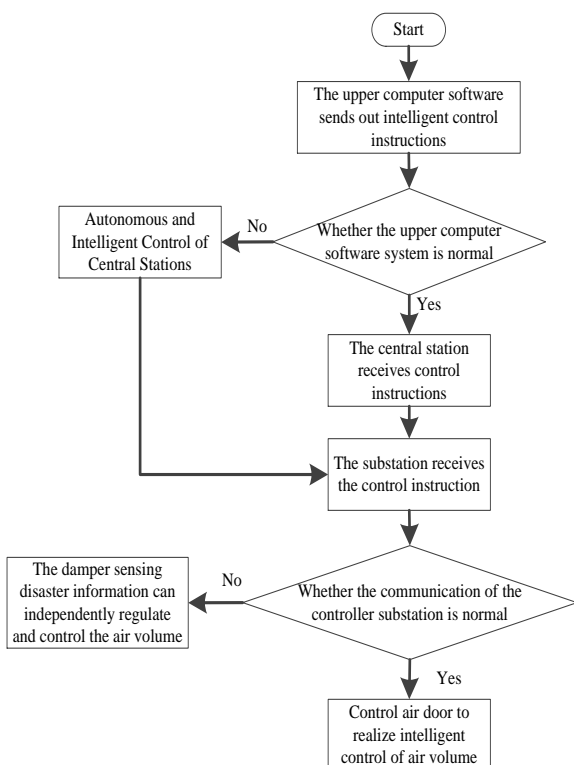 Start
The upper computer software
sends out intelligent control
instructions
Autonomous and
Intelligent Control of
Central Stations
No
Whether the upper computer
software system is normal
Yes
The central station
receives control
instructions
The substation receives
the control instruction
The damper sensing
disaster information can
independently regulate
and control the air volume
No
Whether the communication of the
controller substation is normal
Yes
Control air door to
realize intelligent
control of air volume